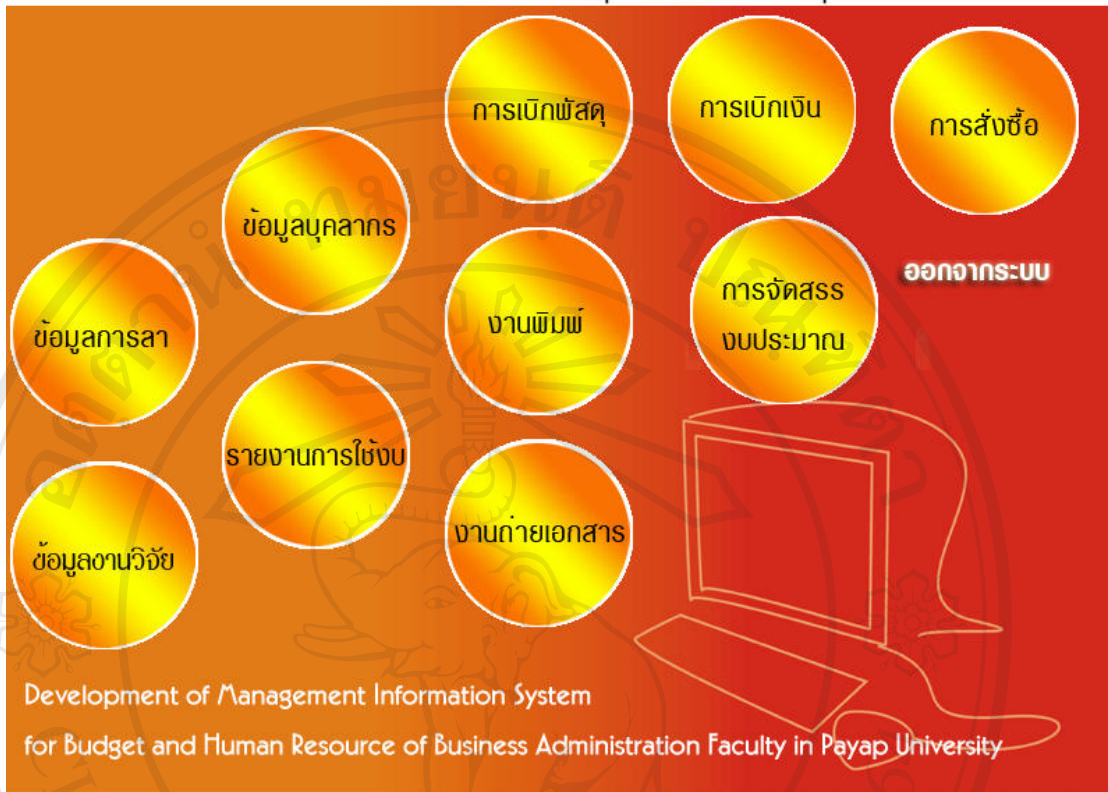 การเบิกพัสดุ
การเบิกเงิน
การสั่งซื้อ
ข้อมูลบุคลากร
ออกจากระบบ
ข้อมูลการลา
งานพิมพ์
การจัดสรร
งบประมาณ
รายงานการใช้งบ
งานถ่ายเอกสาร
ข้อมูลงานวิจัย
Development of Management Information System
for Budget and Human Resource of Business Administration Faculty in Payap University